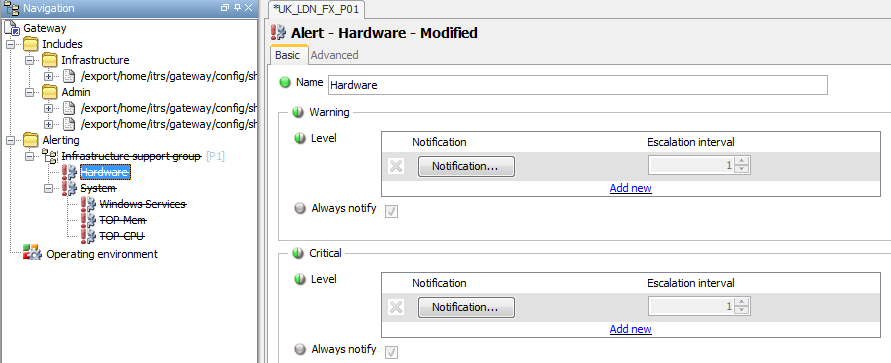 Navigation
Gateway
Includes
Infrastructure
/export/home/itrs/gateway/config/sh
Admin
/export/home/itrs/gateway/config/sh
/export/home/itrs/gateway/config/sh
Alerting
Infrastructure support group [P1]
Hardware
System
Windows Services
TOP Mem
TOP CPU
Operating environment
*UK_LDN_FX_P01
Alert - Hardware - Modified
Basic Advanced
Name Hardware
Warning
Level Notification Escalation interval
Notification... 1
Add new
Always notify
Critical
Level Notification Escalation interval
Notification... 1
Add new
Always notify